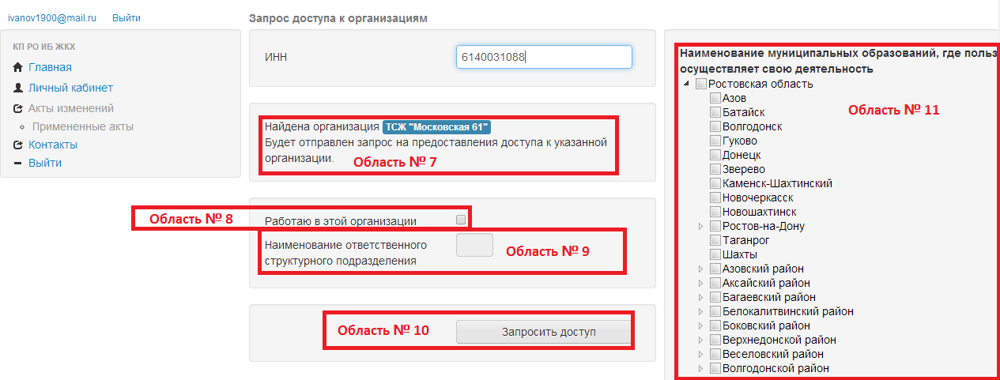 ivanov1900@mail.ru Выйти
КП РО ИБ ЖКХ
Главная
Личный кабинет
Акты изменений
Примененные акты
Контакты
Выйти
Запрос доступа к организациям
ИНН 6140031088
Найдена организация ТСЖ "Московская 61"
Будет отправлен запрос на предоставления доступа к указанной
организации. Область № 7
Область № 8 Работаю в этой организации
Наименование ответственного
структурного подразделения
Область № 9
Область № 10 Запросить доступ
Наименование муниципальных образований, где польз
осуществляет свою деятельность
Ростовская область
Область № 11
Азов
Батайск
Волгодонск
Гуково
Донецк
Зверево
Каменск-Шахтинский
Новочеркасск
Новошахтинск
Ростов-на-Дону
Таганрог
Шахты
Азовский район
Аксайский район
Багаевский район
Белокалитвинский район
Боковский район
Верхнедонской район
Веселовский район
Волгодонской район